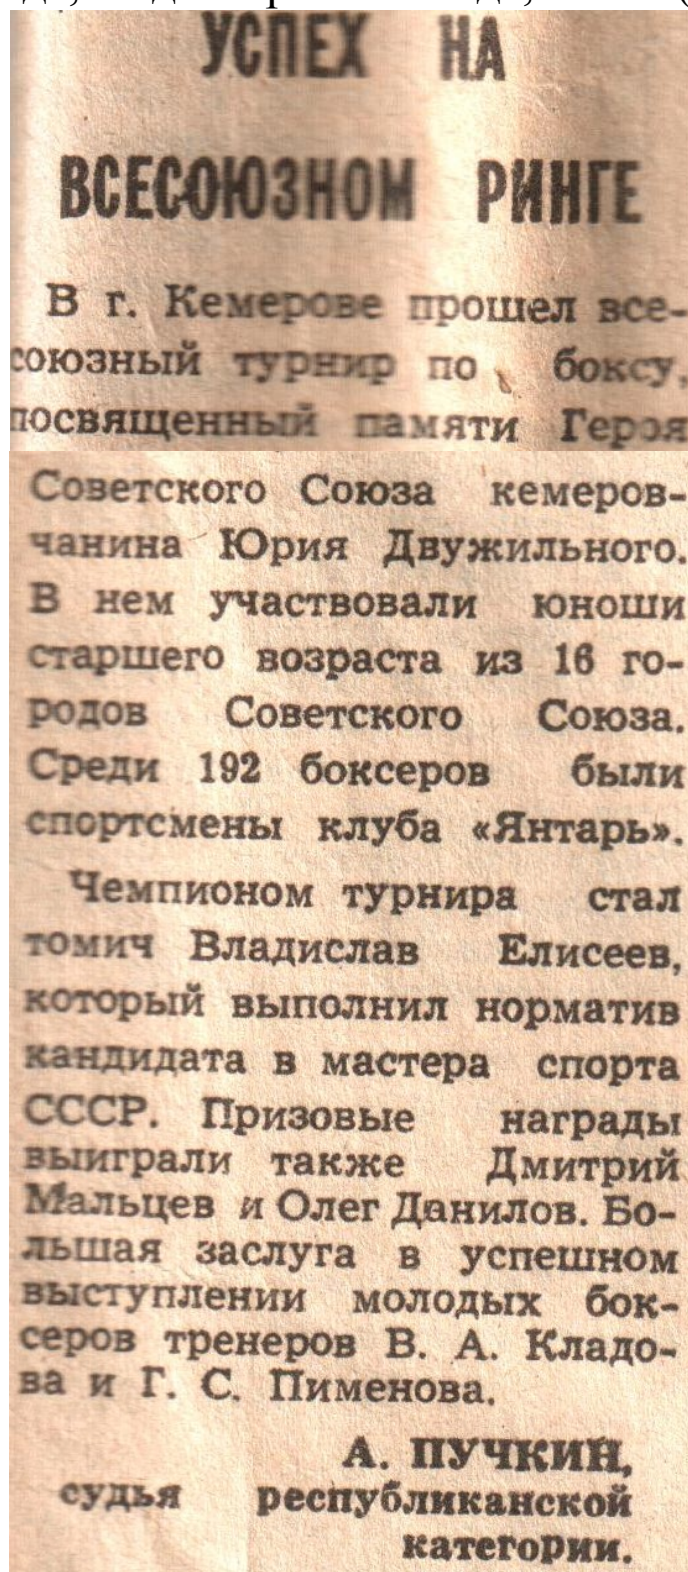 УСПЕХ НА
ВСЕСОЮЗНОМ РИНГЕ
В г. Кемерове прошел все-
союзный турнир по боксу,
посвященный памяти Героя
Советского Союза кемеров-
чанина Юрия Двужильного.
В нем участвовали юноши
старшего возраста из 16 го-
родов Советского Союза.
Среди 192 боксеров были
спортсмены клуба «Янтарь».
Чемпионом турнира стал
томич Владислав Елисеев,
который выполнил норматив
кандидата в мастера спорта
СССР. Призовые награды
выиграли также Дмитрий
Мальцев и Олег Данилов. Бо-
льшая заслуга в успешном
выступлении молодых бок-
серов тренеров В. А. Кладо-
ва и Г. С. Пименова.
А. ПУЧКИН,
судья республиканской
категории.